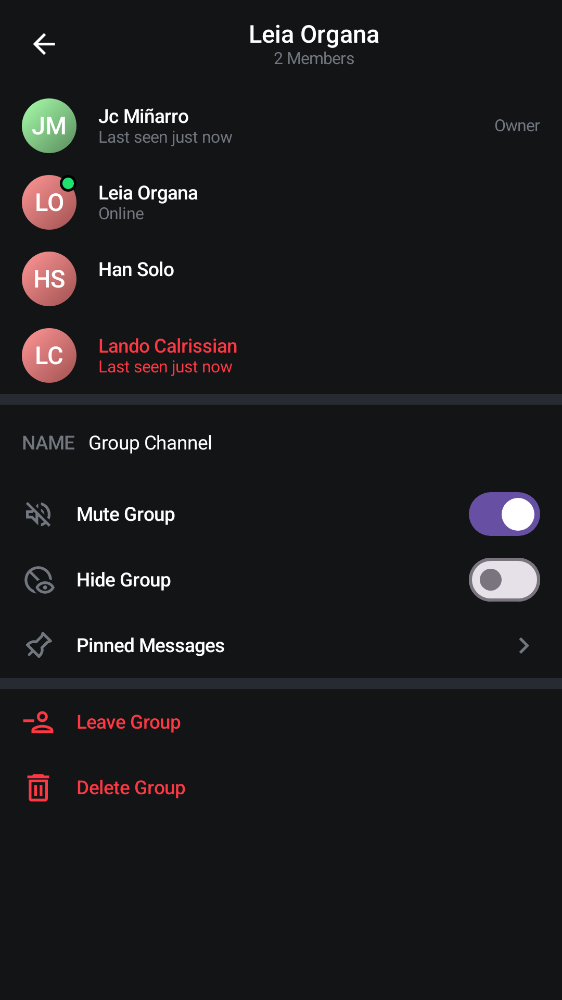 Leia Organa
2 Members
JM
Jc Miñarro
Last seen just now
Owner
LO
Leia Organa
Online
HS
Han Solo
LC
Lando Calrissian
Last seen just now
NAME Group Channel
Mute Group
Hide Group
Pinned Messages
Leave Group
Delete Group